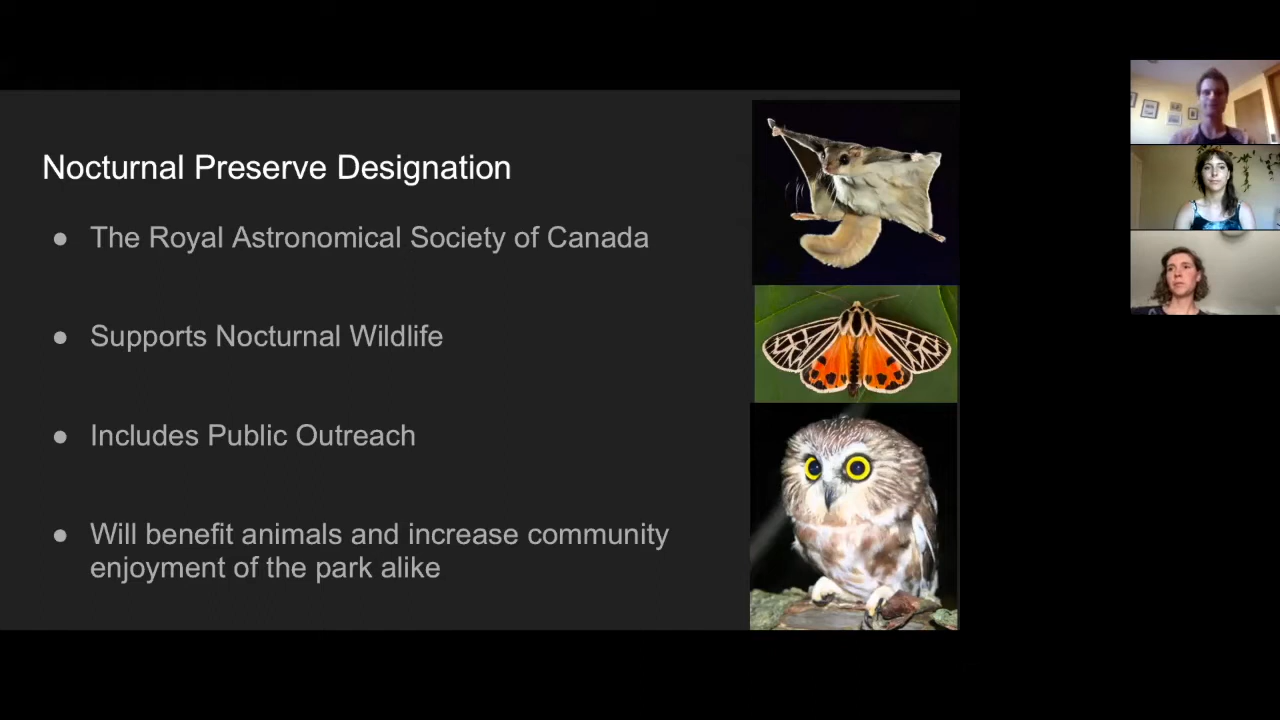 Nocturnal Preserve Designation
● The Royal Astronomical Society of Canada
● Supports Nocturnal Wildlife
● Includes Public Outreach
● Will benefit animals and increase community
enjoyment of the park alike